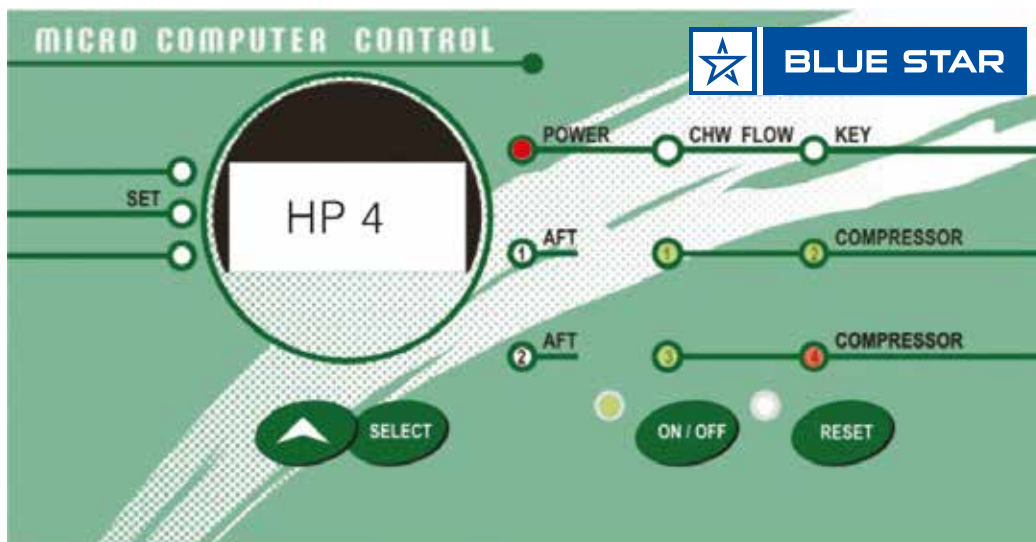 MICRO COMPUTER CONTROL
BLUE STAR
POWER CHW FLOW KEY
SET
HP 4
1 AFT 1 2 COMPRESSOR
2 AFT 3 4 COMPRESSOR
SELECT ON / OFF RESET